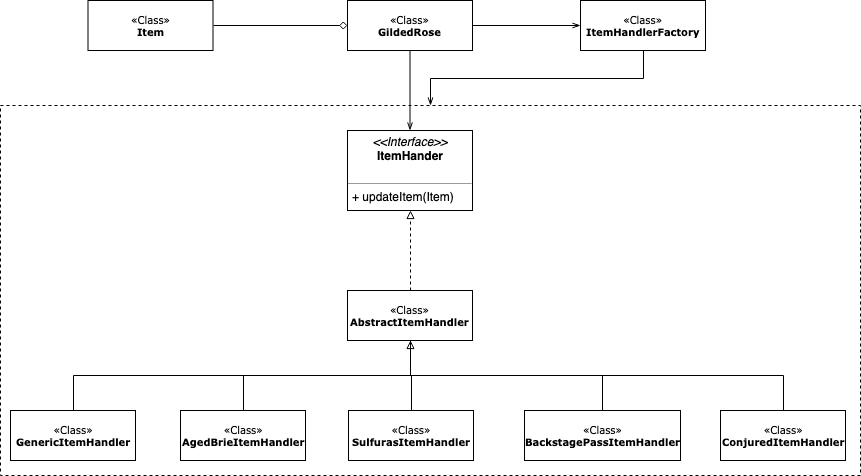 «Class»
Item
«Class»
GildedRose
«Class»
ItemHandlerFactory
<<Interface>>
ItemHander
+ updateItem(Item)
«Class»
AbstractItemHandler
«Class»
GenericItemHandler
«Class»
AgedBrieItemHandler
«Class»
SulfurasItemHandler
«Class»
BackstagePassItemHandler
«Class»
ConjuredItemHandler